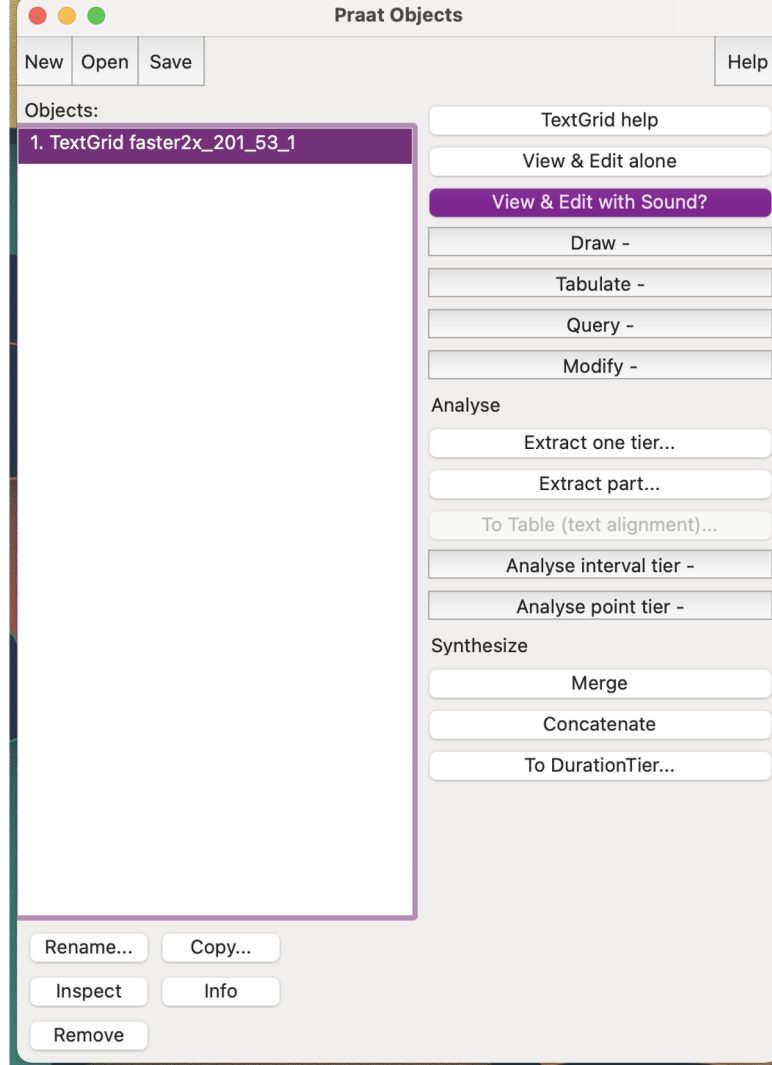 Praat Objects
New Open Save Help
Objects:
1. TextGrid faster2x_201_53_1
TextGrid help
View & Edit alone
View & Edit with Sound?
Draw -
Tabulate -
Query -
Modify -
Analyse
Extract one tier...
Extract part...
To Table (text alignment)...
Analyse interval tier -
Analyse point tier -
Synthesize
Merge
Concatenate
To DurationTier...
Rename... Copy...
Inspect Info
Remove